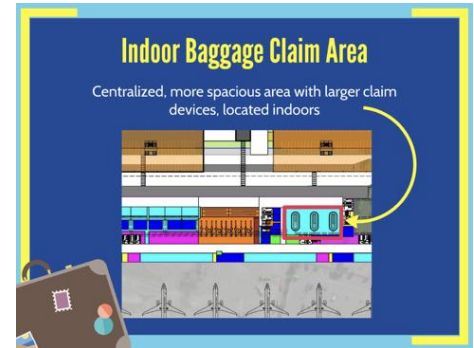 Indoor Baggage Claim Area
Centralized, more spacious area with larger claim
devices, located indoors